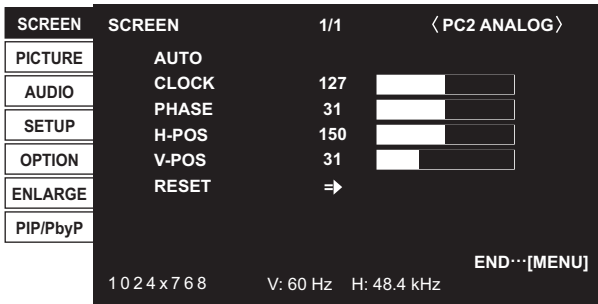 SCREEN
PICTURE
AUDIO
SETUP
OPTION
ENLARGE
PIP/PbyP
SCREEN 1/1 〈PC2 ANALOG〉
AUTO
CLOCK 127
PHASE 31
H-POS 150
V-POS 31
RESET
END···[MENU]
1024x768 V: 60 Hz H: 48.4 kHz